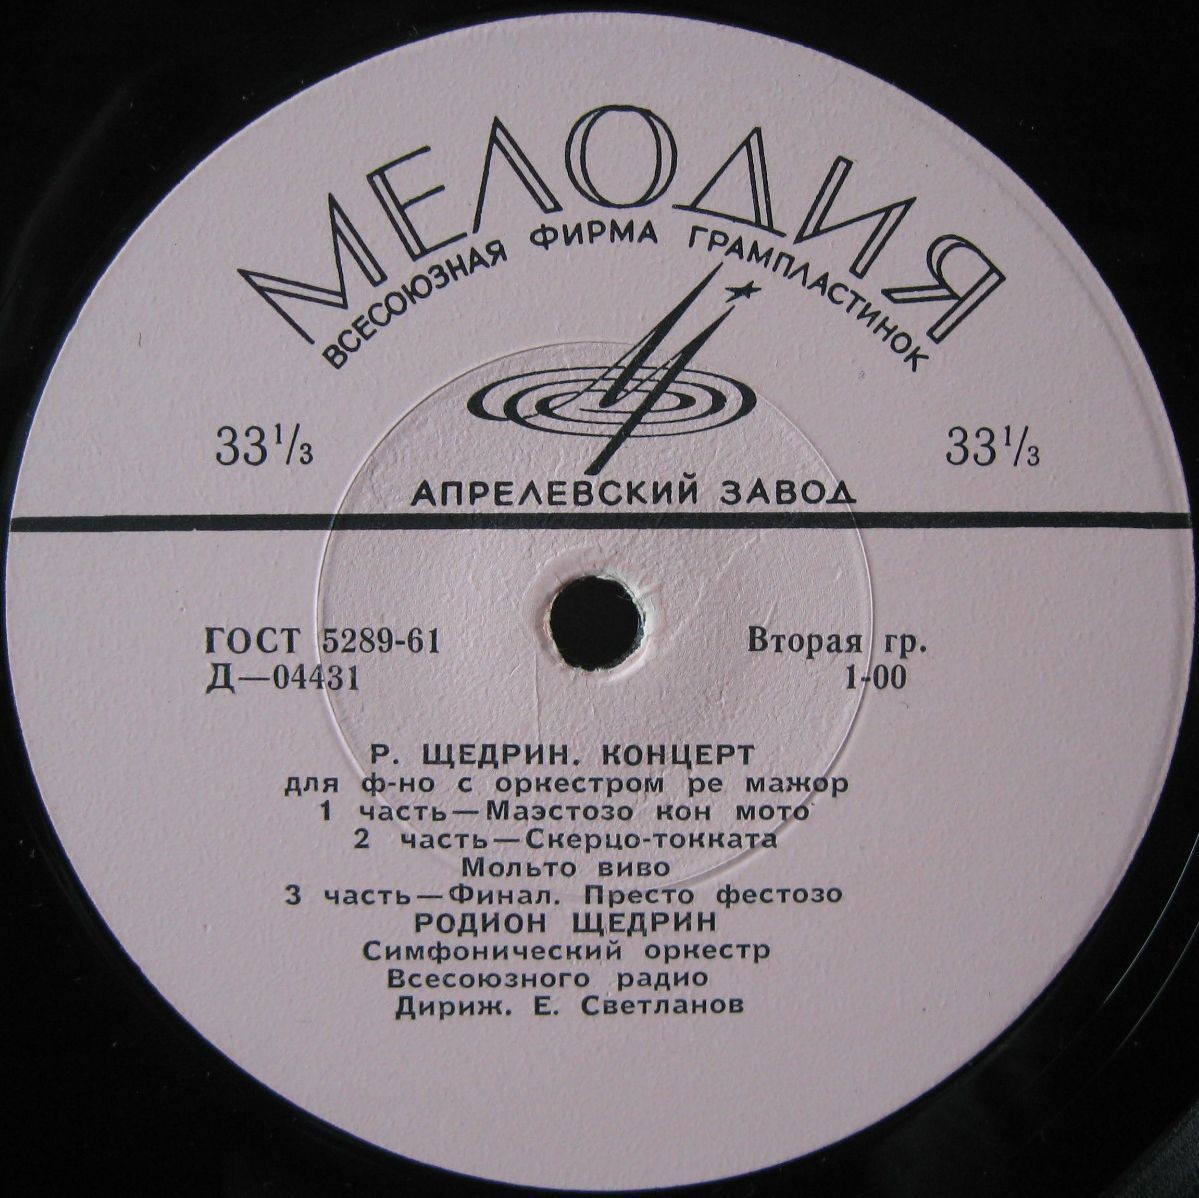 МЕЛОДИЯ
ВСЕСОЮЗНАЯ ФИРМА ГРАМПЛАСТИНОК
33⅓ 33⅓
АПРЕЛЕВСКИЙ ЗАВОД
ГОСТ 5289-61 Вторая гр.
Д—04431 1-00
Р. ЩЕДРИН. КОНЦЕРТ
для ф-но с оркестром ре мажор
1 часть—Маэстозо кон мото
2 часть—Скерцо-токката
Мольто виво
3 часть—Финал. Престо фестозо
РОДИОН ЩЕДРИН
Симфонический оркестр
Всесоюзного радио
Дириж. Е. Светланов